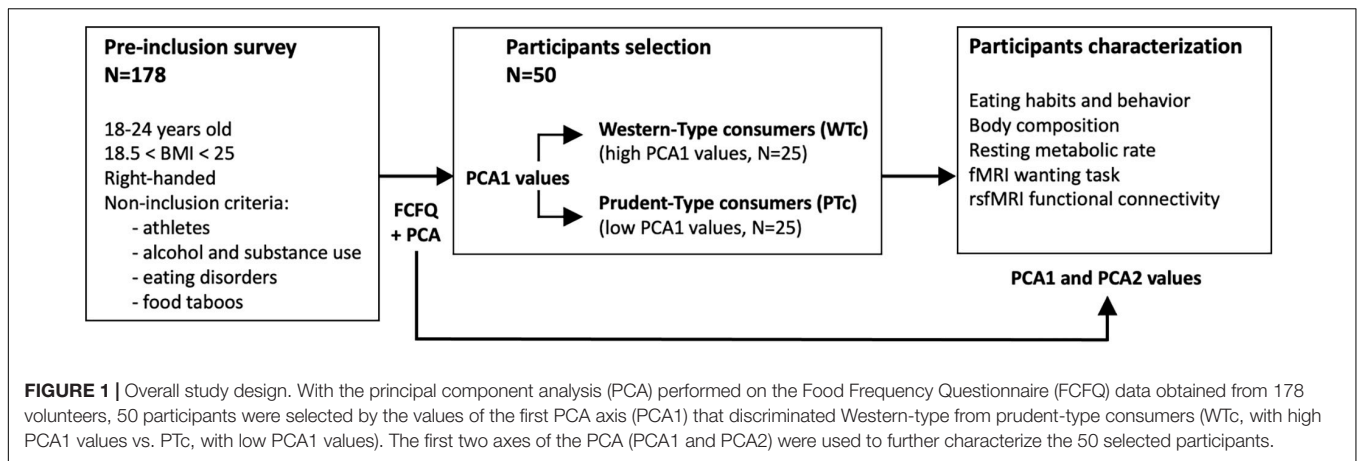 Pre-inclusion survey
N=178
18-24 years old
18.5 < BMI < 25
Right-handed
Non-inclusion criteria:
- athletes
- alcohol and substance use
- eating disorders
- food taboos
FCFQ
+ PCA
Participants selection
N=50
PCA1 values
Western-Type consumers (WTc)
(high PCA1 values, N=25)
Prudent-Type consumers (PTc)
(low PCA1 values, N=25)
Participants characterization
Eating habits and behavior
Body composition
Resting metabolic rate
fMRI wanting task
rsfMRI functional connectivity
PCA1 and PCA2 values
FIGURE 1 | Overall study design. With the principal component analysis (PCA) performed on the Food Frequency Questionnaire (FCFQ) data obtained from 178
volunteers, 50 participants were selected by the values of the first PCA axis (PCA1) that discriminated Western-type from prudent-type consumers (WTc, with high
PCA1 values vs. PTc, with low PCA1 values). The first two axes of the PCA (PCA1 and PCA2) were used to further characterize the 50 selected participants.